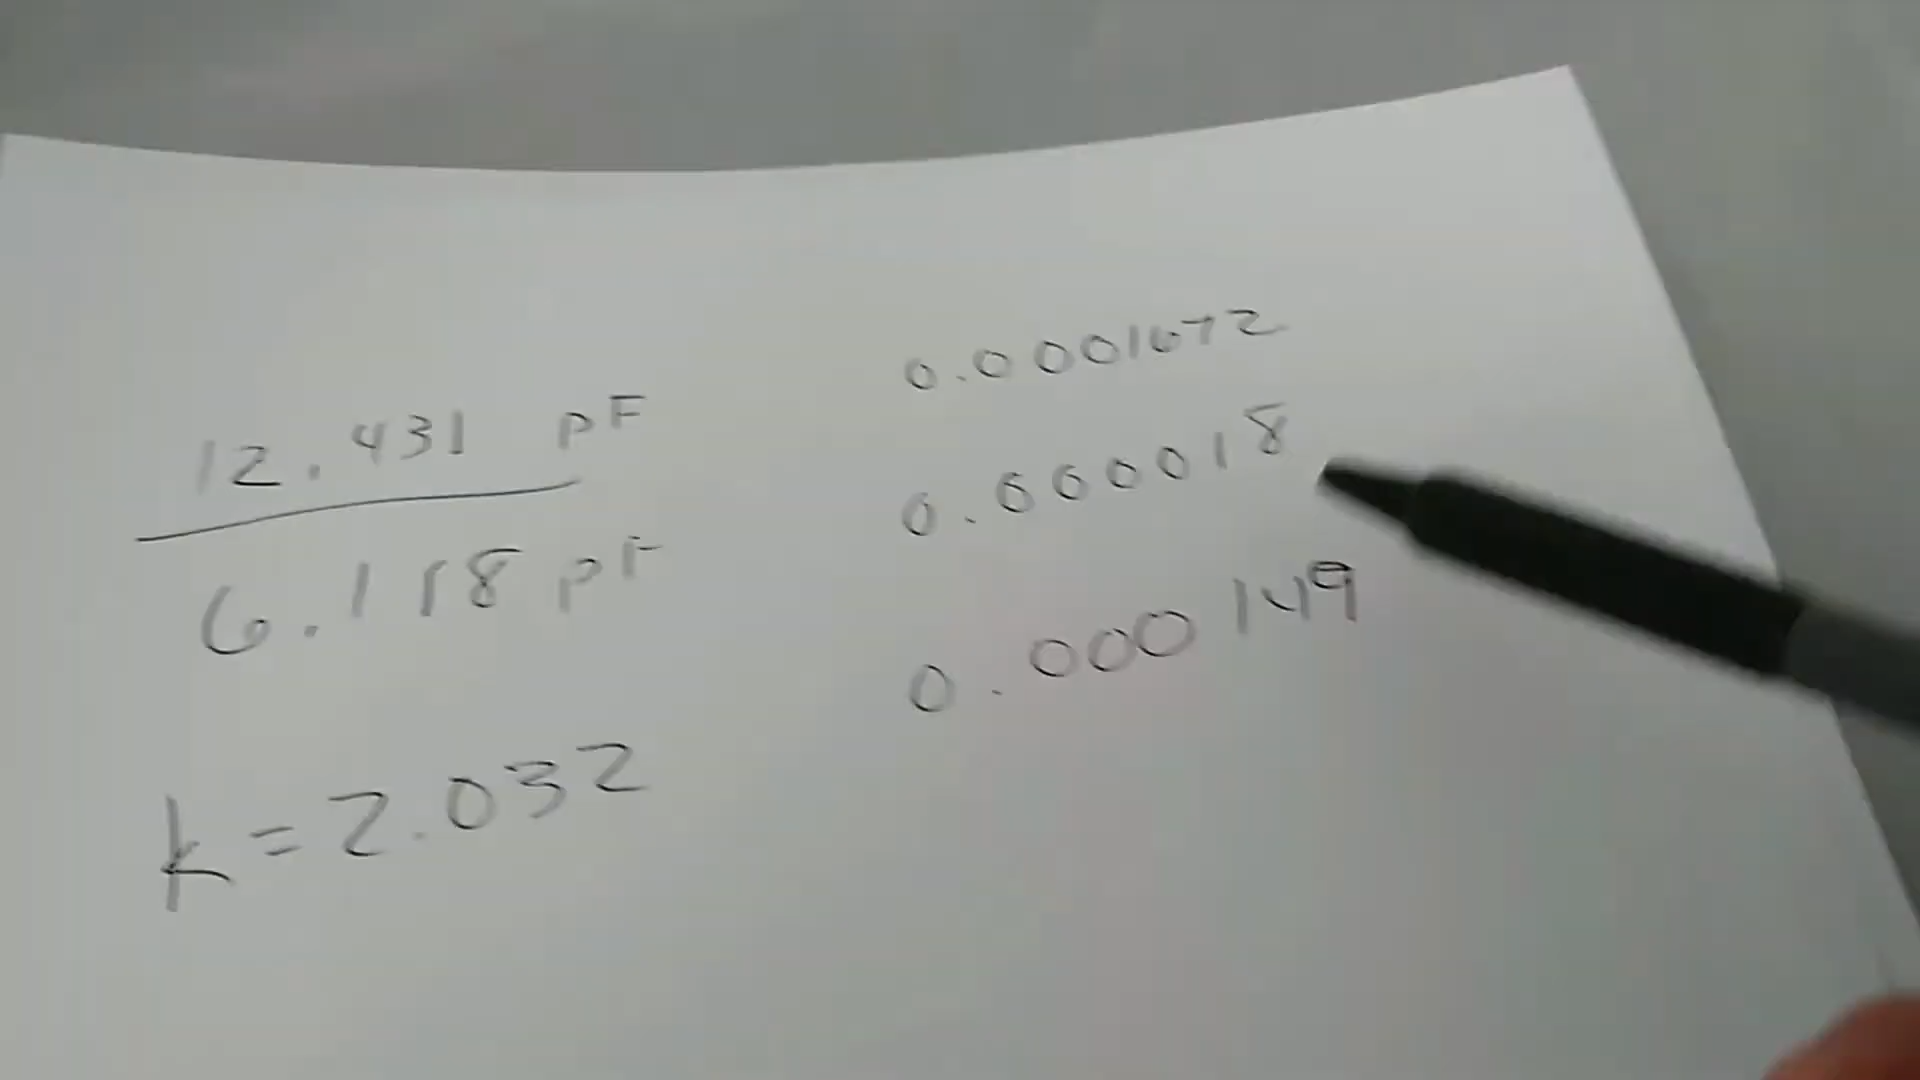 12.431 pF
6.118 pF
k = 2.032
0.0001672
0.000018
0.000149